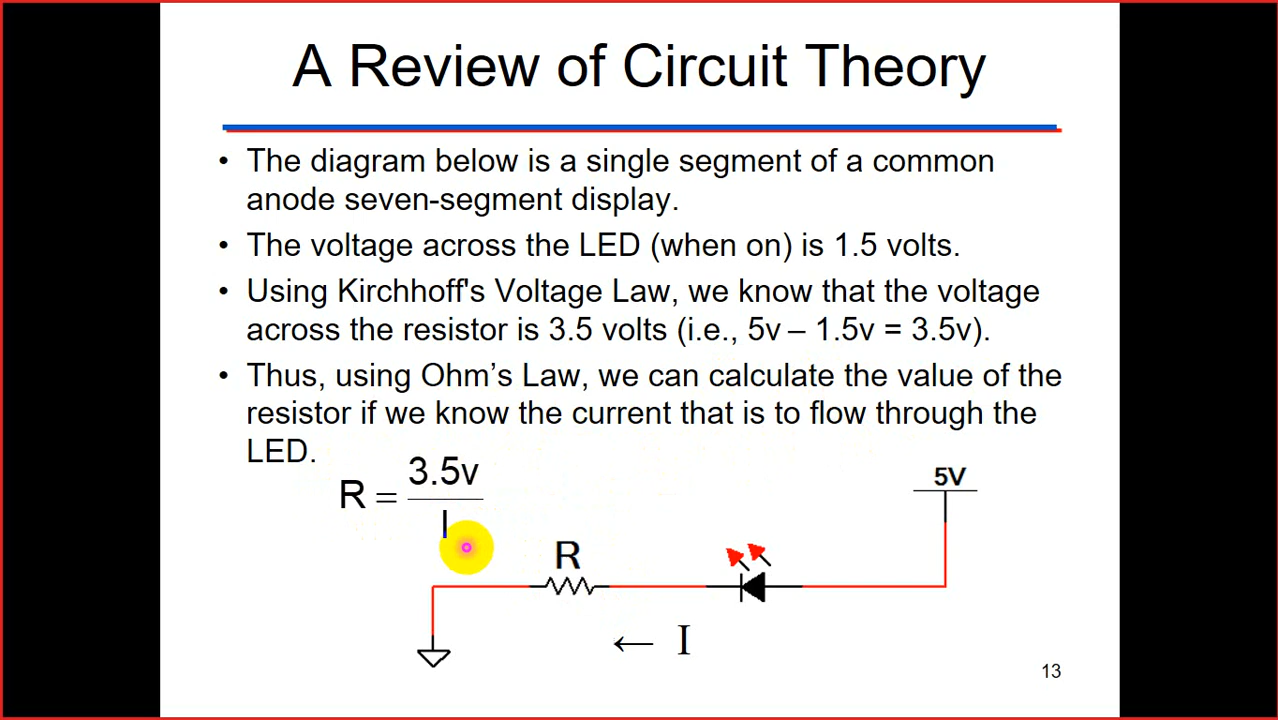 A Review of Circuit Theory
• The diagram below is a single segment of a common
anode seven-segment display.
• The voltage across the LED (when on) is 1.5 volts.
• Using Kirchhoff's Voltage Law, we know that the voltage
across the resistor is 3.5 volts (i.e., 5v – 1.5v = 3.5v).
• Thus, using Ohm’s Law, we can calculate the value of the
resistor if we know the current that is to flow through the
LED.
3.5v
R =
I
5V
R
← I
13